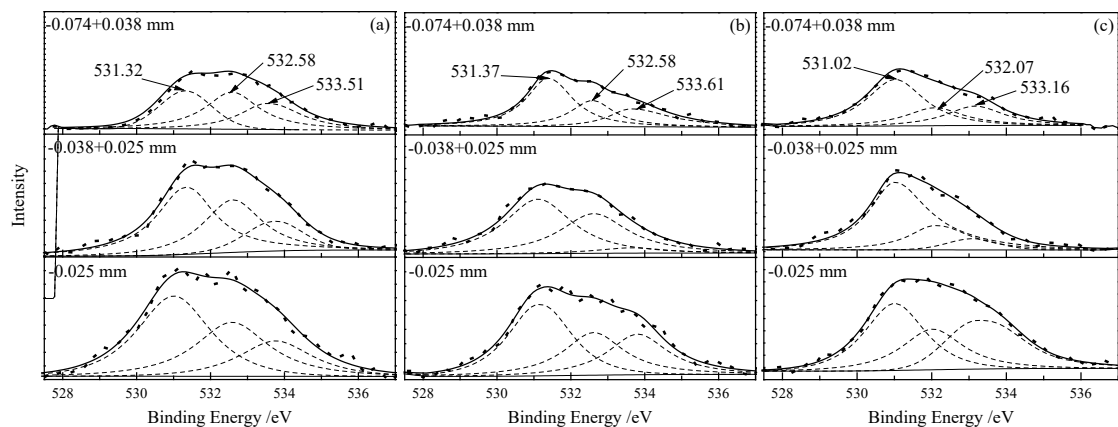 -0.074+0.038 mm (a)
532.58
531.32
533.51
-0.038+0.025 mm
-0.025 mm
528 530 532 534 536
Binding Energy /eV
Intensity
-0.074+0.038 mm (b)
532.58
531.37
533.61
-0.038+0.025 mm
-0.025 mm
528 530 532 534 536
Binding Energy /eV
-0.074+0.038 mm (c)
531.02
532.07
533.16
-0.038+0.025 mm
-0.025 mm
528 530 532 534 536
Binding Energy /eV